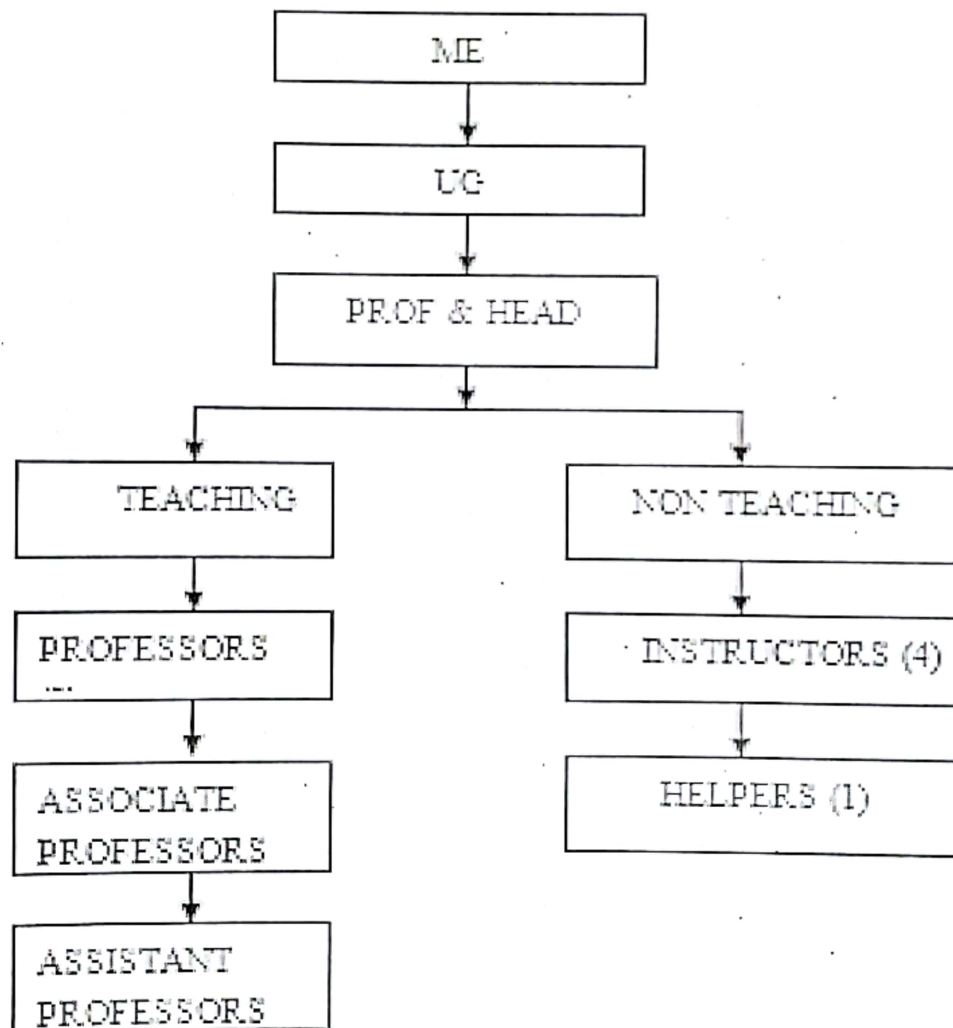 ME
UG
PROF & HEAD
TEACHING
NON TEACHING
PROFESSORS
INSTRUCTORS (4)
HELPERS (1)
ASSOCIATE
PROFESSORS
ASSISTANT
PROFESSORS